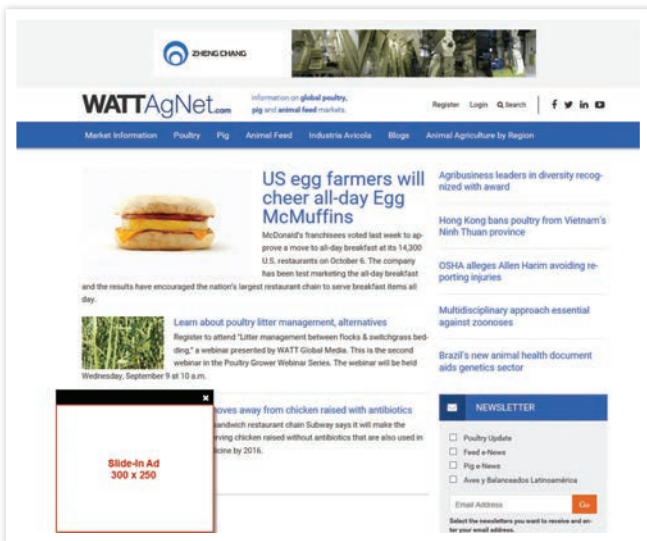 ZHENG CHANG
WATTAgNet.com
information on global poultry,
pig and animal feed markets.
Register Login Search
Market Information Poultry Pig Animal Feed Industria Avicola Blogs Animal Agriculture by Region
US egg farmers will
cheer all-day Egg
McMuffins
McDonald's franchisees voted last week to ap-
prove a move to all-day breakfast at its 14,300
U.S. restaurants on October 6. The company
has been test marketing the all-day breakfast
and the results have encouraged the nation's largest restaurant chain to serve breakfast items all
day.
Learn about poultry litter management, alternatives
Register to attend "Litter management between flocks & switchgrass bed-
ding," a webinar presented by WATT Global Media. This is the second
webinar in the Poultry Grower Webinar Series. The webinar will be held
Wednesday, September 9 at 10 a.m.
oves away from chicken raised with antibiotics
andwich restaurant chain Subway says it will make the
rving chicken raised without antibiotics that are also used in
icine by 2016.
Slide-In Ad
300 x 250
Agribusiness leaders in diversity recog-
nized with award
Hong Kong bans poultry from Vietnam's
Ninh Thuan province
OSHA alleges Allen Harim avoiding re-
porting injuries
Multidisciplinary approach essential
against zoonoses
Brazil's new animal health document
aids genetics sector
NEWSLETTER
Poultry Update
Feed e-News
Pig e-News
Aves y Balanceados Latinoamérica
Email Address Go
Select the newsletters you want to receive and en-
ter your email address.